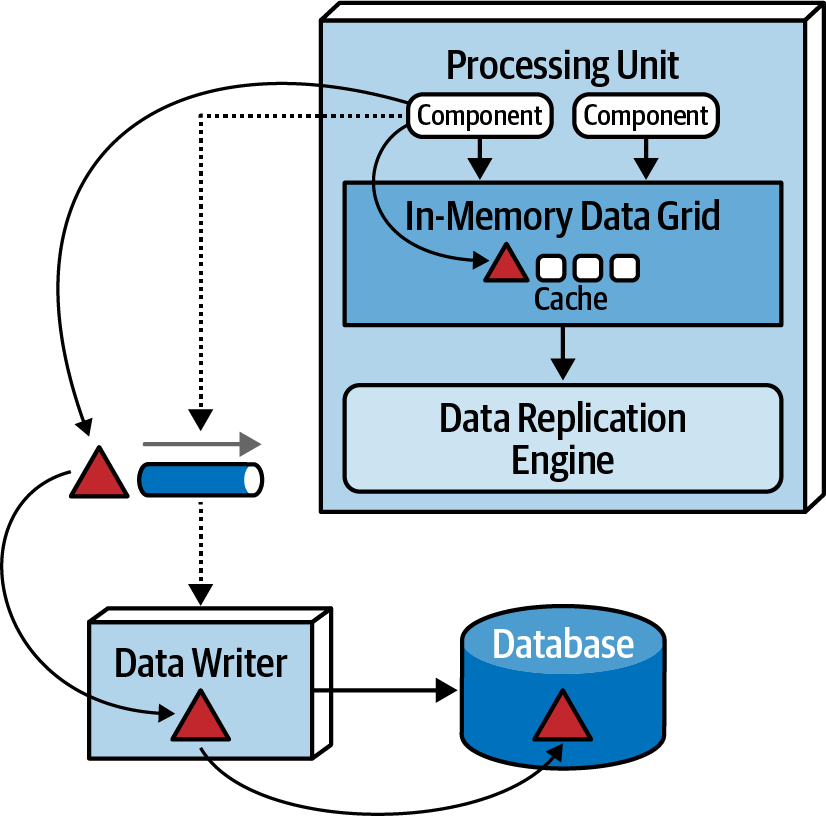 Processing Unit
Component
Component
In-Memory Data Grid
Cache
Data Replication
Engine
Data Writer
Database